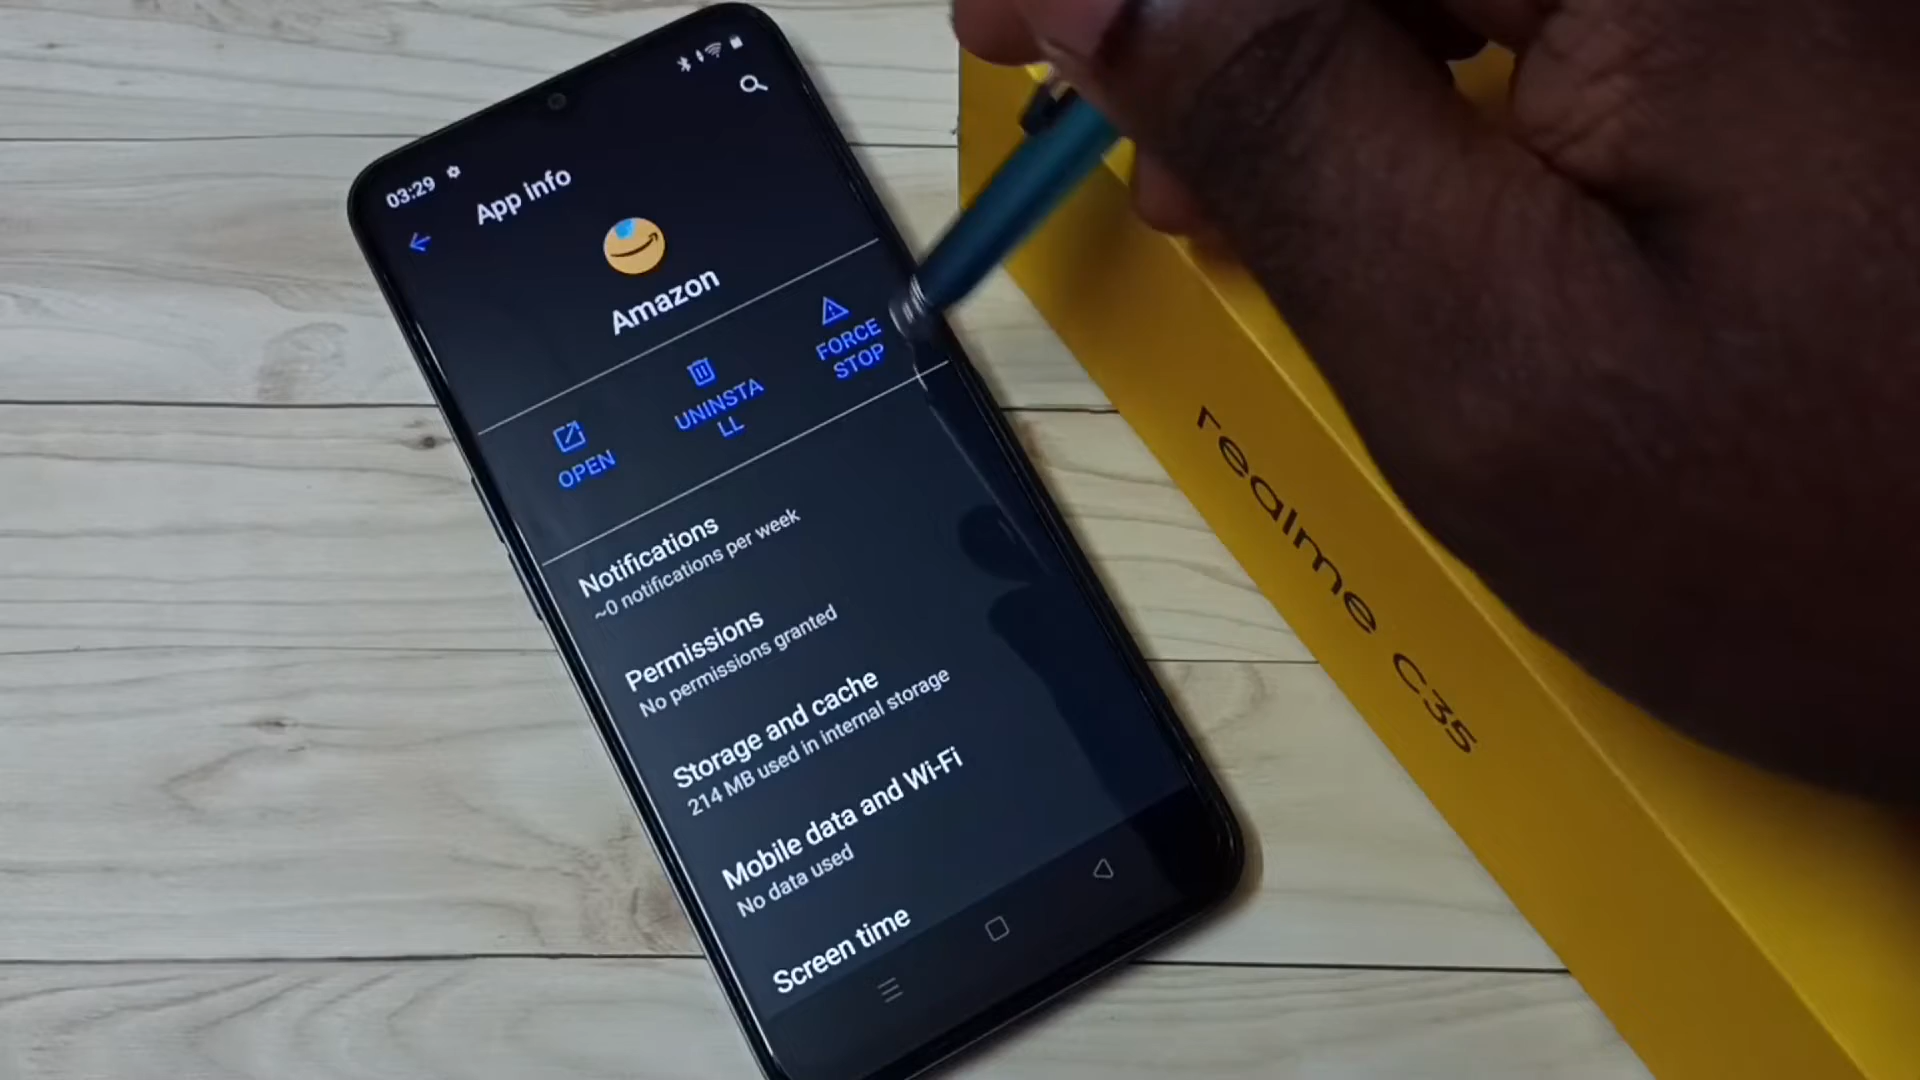 03:29
App info
Amazon
OPEN
UNINSTA
LL
FORCE
STOP
Notifications
~0 notifications per week
Permissions
No permissions granted
Storage and cache
214 MB used in internal storage
Mobile data and Wi-Fi
No data used
Screen time
realme C35